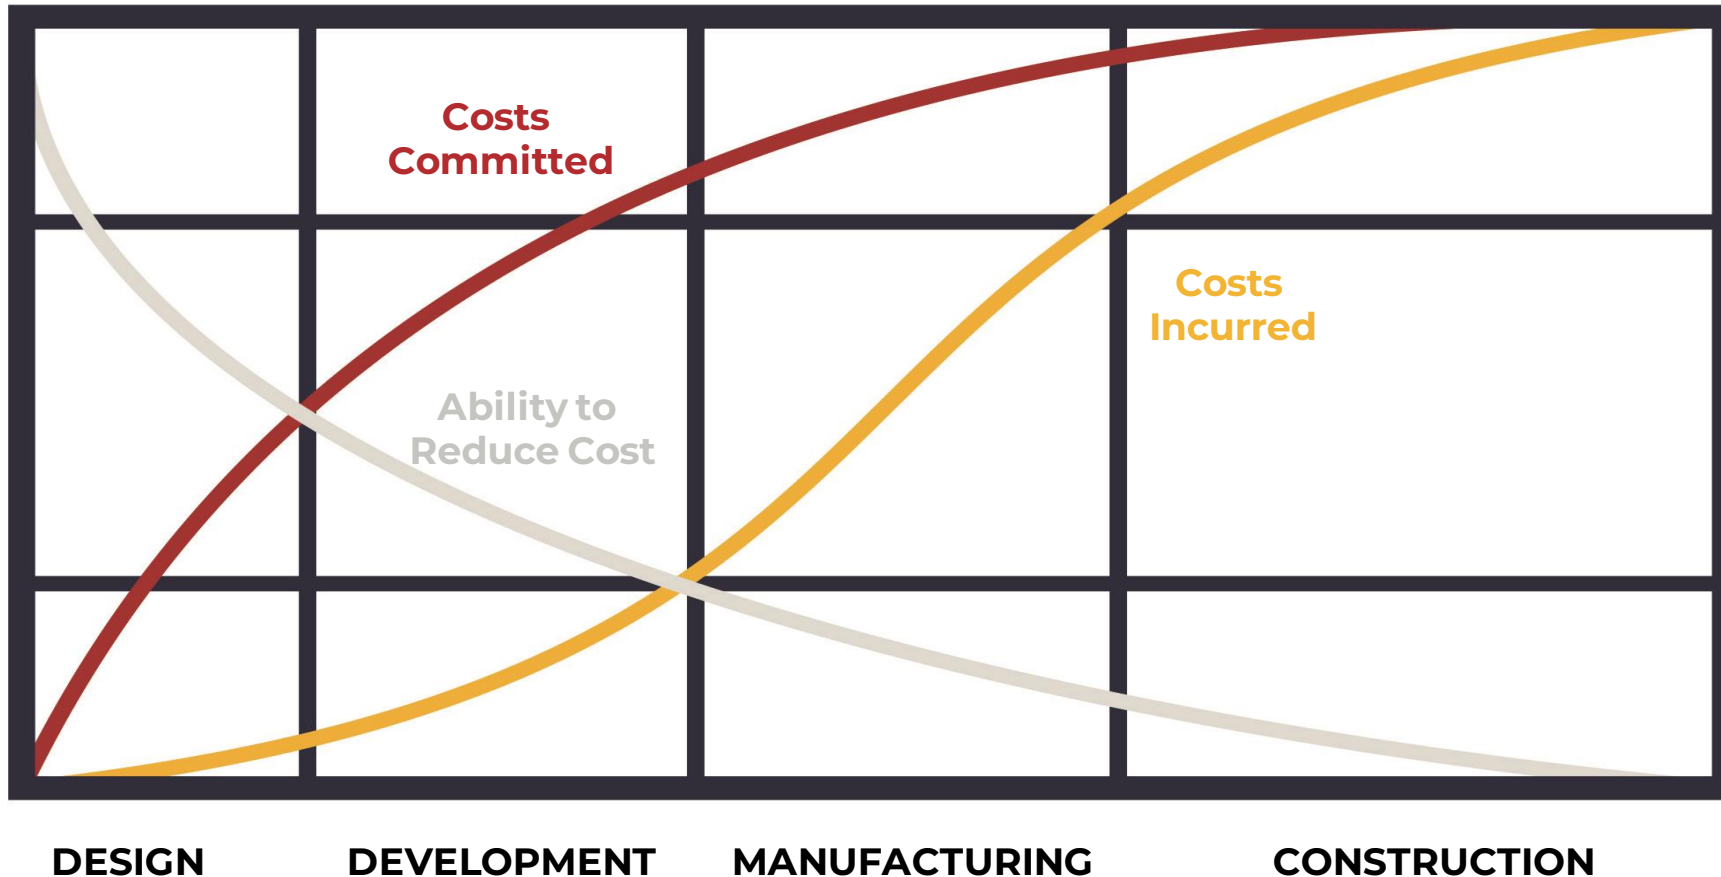 Costs
Committed
Costs
Incurred
Ability to
Reduce Cost
DESIGN
DEVELOPMENT
MANUFACTURING
CONSTRUCTION